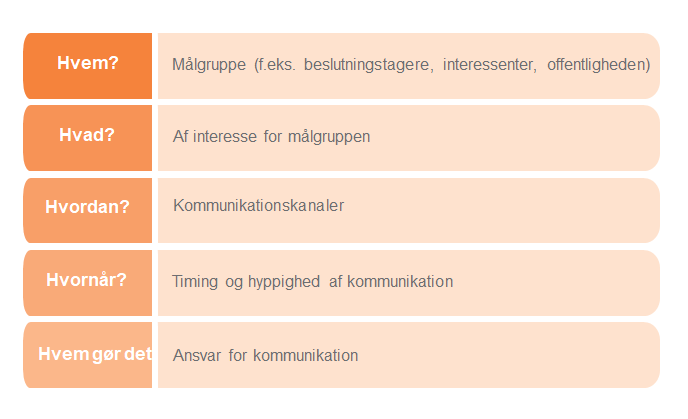 Hvem?
Målgruppe (f.eks. beslutningstagere, interessenter, offentligheden)
Hvad?
Af interesse for målgruppen
Hvordan?
Kommunikationskanaler
Hvornår?
Timing og hyppighed af kommunikation
Hvem gør det
Ansvar for kommunikation